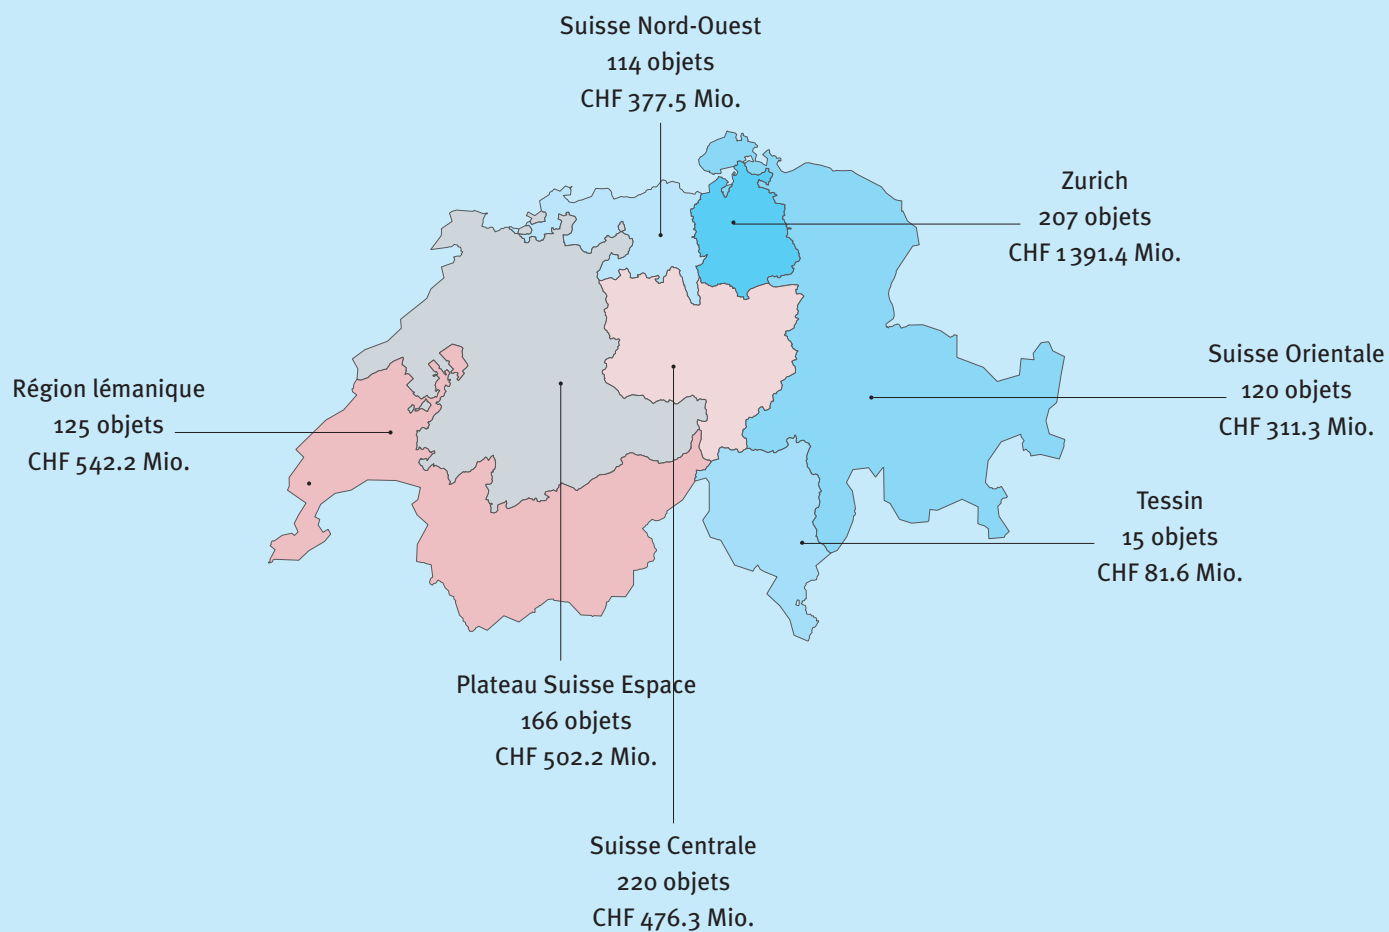 Suisse Nord-Ouest
114 objets
CHF 377.5 Mio.
Zurich
207 objets
CHF 1 391.4 Mio.
Suisse Orientale
120 objets
CHF 311.3 Mio.
Région lémanique
125 objets
CHF 542.2 Mio.
Tessin
15 objets
CHF 81.6 Mio.
Plateau Suisse Espace
166 objets
CHF 502.2 Mio.
Suisse Centrale
220 objets
CHF 476.3 Mio.